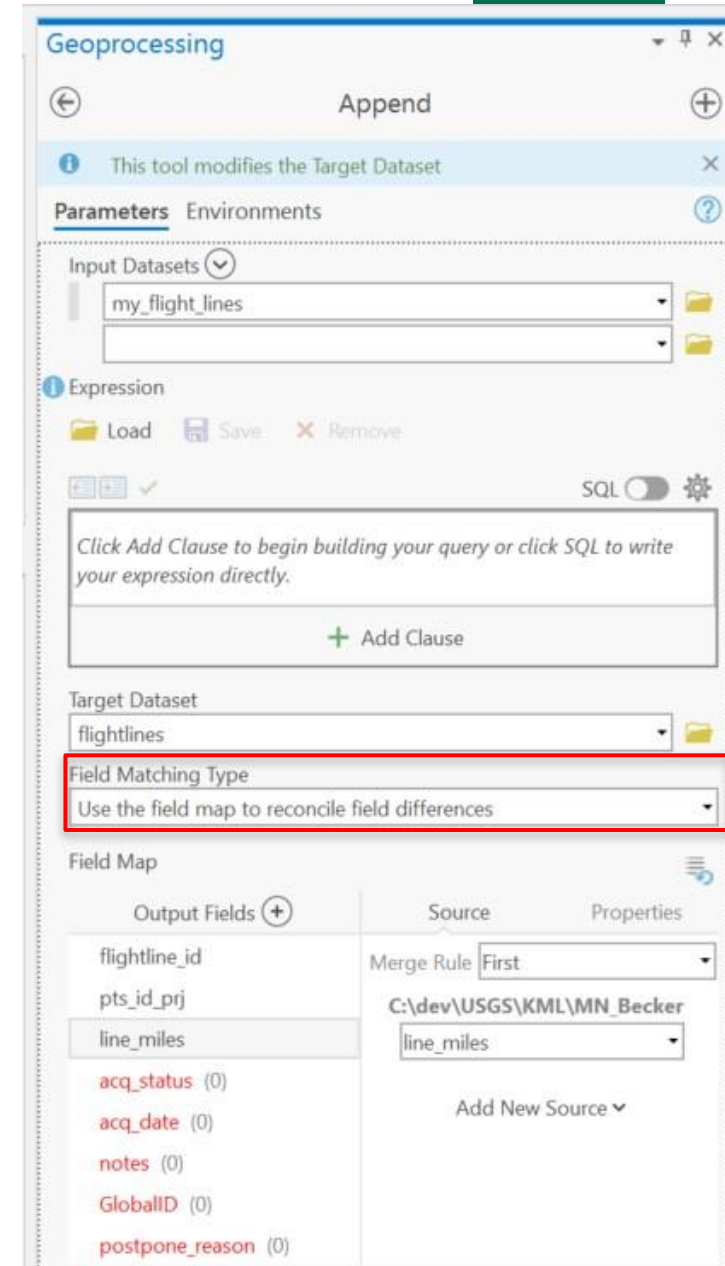 Geoprocessing
Append
This tool modifies the Target Dataset
Parameters Environments
Input Datasets
my_flight_lines
Expression
Load Save Remove
SQL
Click Add Clause to begin building your query or click SQL to write
your expression directly.
Add Clause
Target Dataset
flightlines
Field Matching Type
Use the field map to reconcile field differences
Field Map
Output Fields Source Properties
flightline_id
Merge Rule First
pts_id_prj
C:\dev\USGS\KML\MN_Becker
line_miles line_miles
acq_status (0)
Add New Source
acq_date (0)
notes (0)
GlobalID (0)
postpone_reason (0)